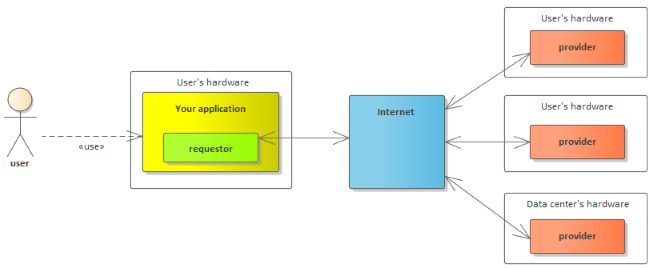 user
«use»
User's hardware
Your application
requestor
Internet
User's hardware
provider
User's hardware
provider
Data center's hardware
provider